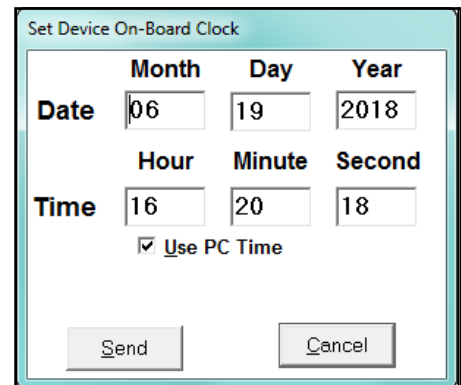 Set Device On-Board Clock
Month Day Year
Date 06 19 2018
Hour Minute Second
Time 16 20 18
Use PC Time
Send Cancel